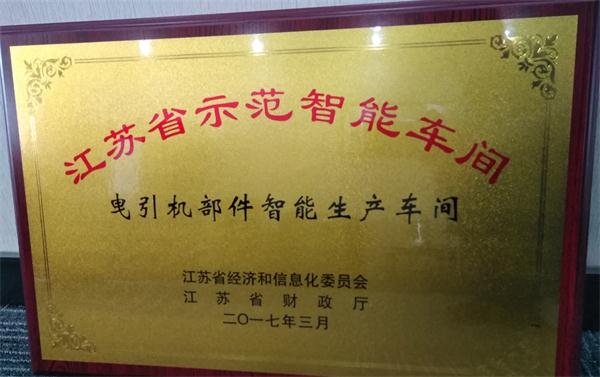 江苏省示范智能车间
曳引机部件智能生产车间
江苏省经济和信息化委员会
江苏省财政厅
二〇一七年三月